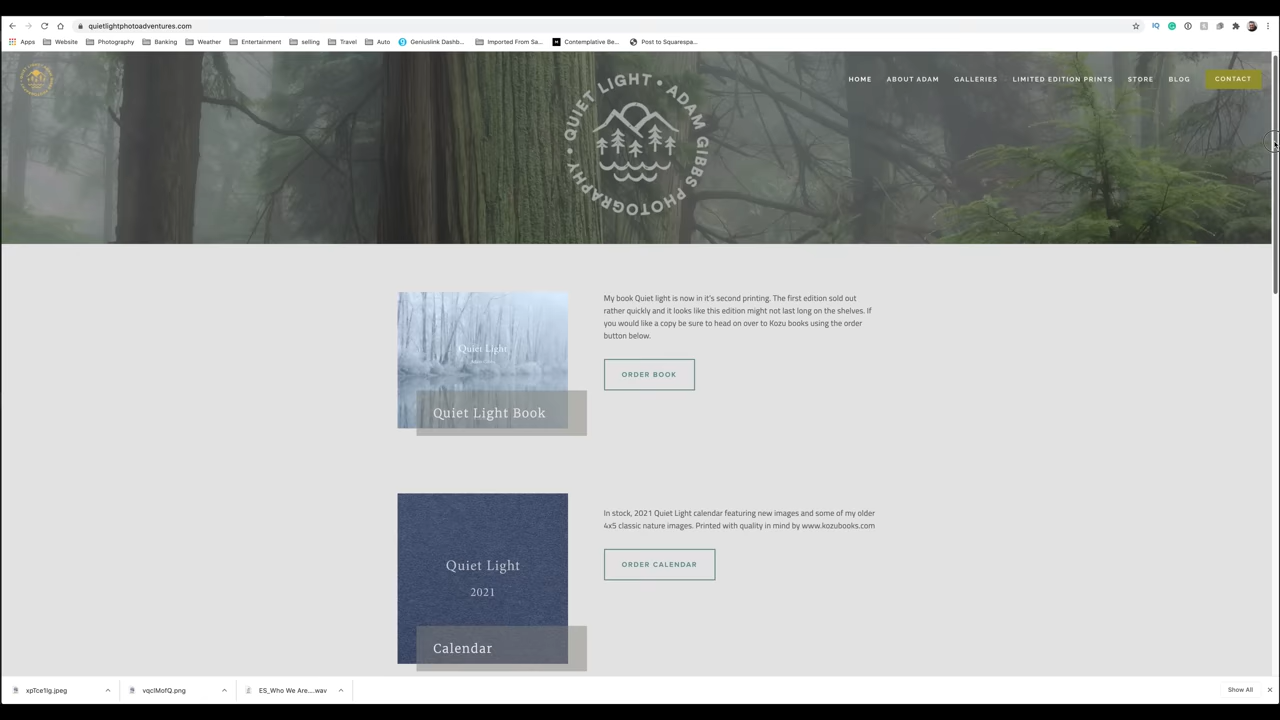 quietlightphotoadventures.com
Apps Website Photography Banking Weather Entertainment selling Travel Auto Geniuslink Dashb... Imported From Sa... Contemplative Be... Post to Squarespa...
HOME ABOUT ADAM GALLERIES LIMITED EDITION PRINTS STORE BLOG CONTACT
QUIET LIGHT • ADAM GIBBS PHOTOGRAPHY •
Quiet Light
Quiet Light Book
My book Quiet light is now in it's second printing. The first edition sold out
rather quickly and it looks like this edition might not last long on the shelves. If
you would like a copy be sure to head on over to Kozu books using the order
button below.
ORDER BOOK
Quiet Light
2021
Calendar
In stock, 2021 Quiet Light calendar featuring new images and some of my older
4x5 classic nature images. Printed with quality in mind by www.kozubooks.com
ORDER CALENDAR
xpTce1Ig.jpeg vqclMofQ.png ES_Who We Are....wav Show All